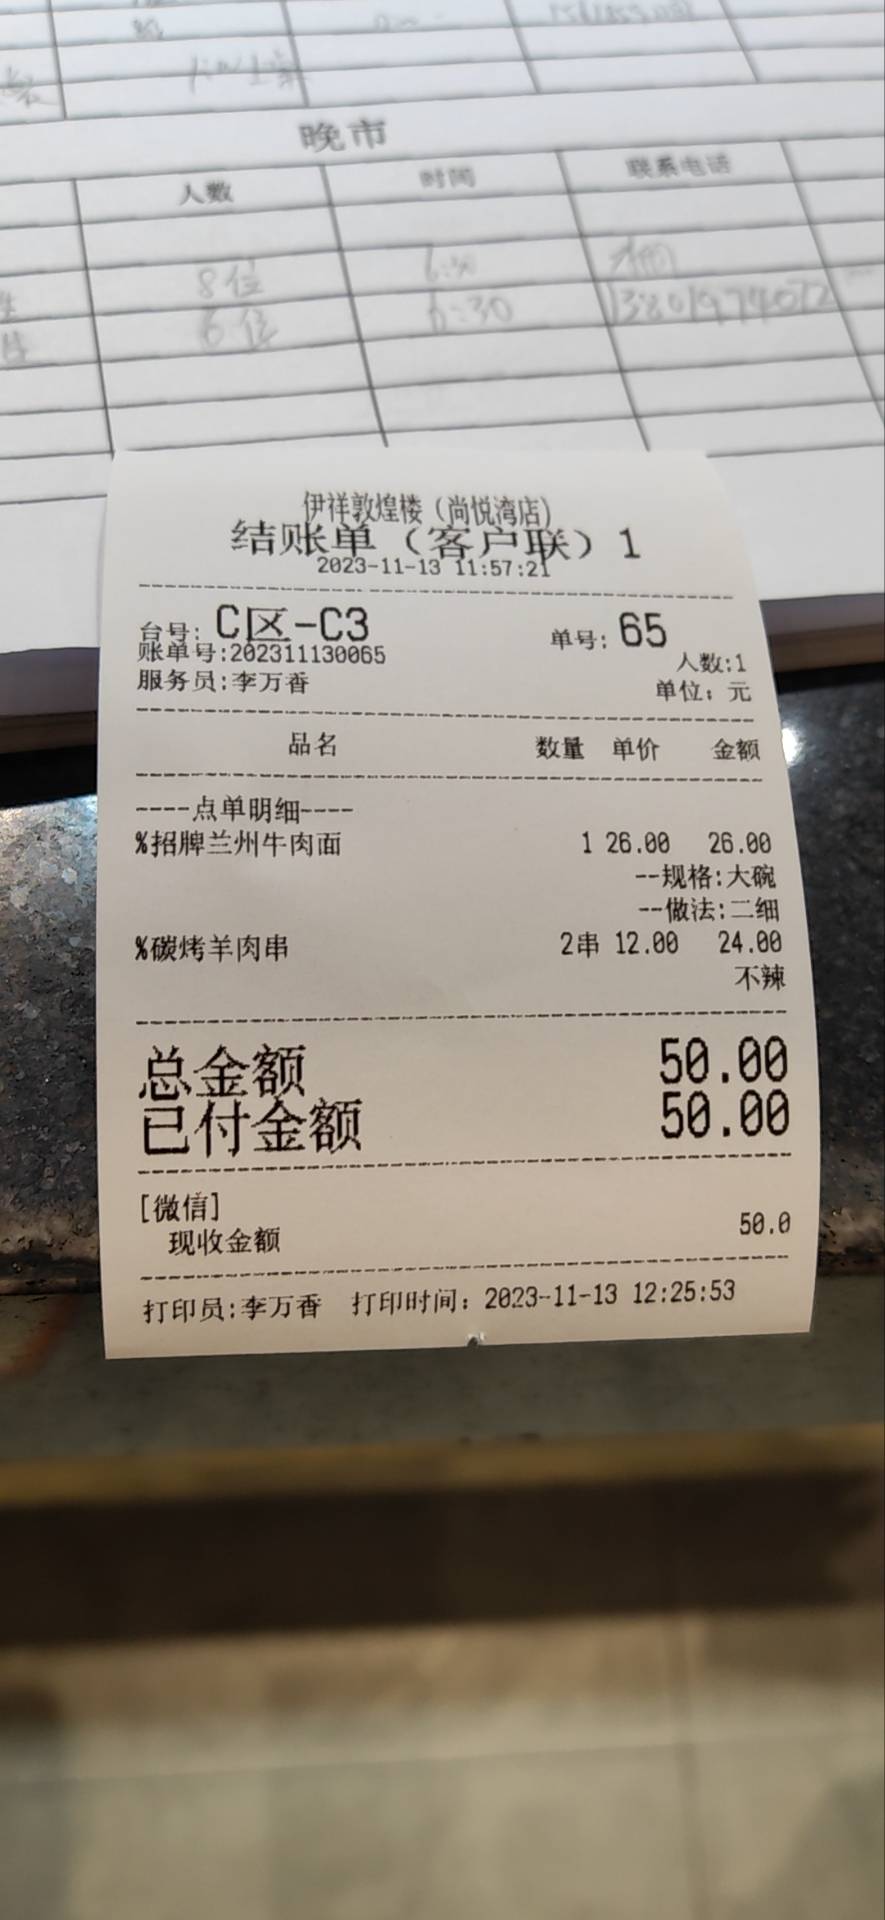 晚市
人数 时间 联系电话
8位 6:30
6位 6:30
伊祥敦煌楼（尚悦湾店）
结账单（客户联）1
2023-11-13 11:57:21
台号: C区-C3 单号: 65
账单号:202311130065 人数:1
服务员:李万香 单位: 元
品名 数量 单价 金额
----点单明细----
%招牌兰州牛肉面 1 26.00 26.00
--规格:大碗
--做法:二细
%碳烤羊肉串 2串 12.00 24.00
不辣
总金额 50.00
已付金额 50.00
[微信]
现收金额 50.0
打印员:李万香 打印时间: 2023-11-13 12:25:53